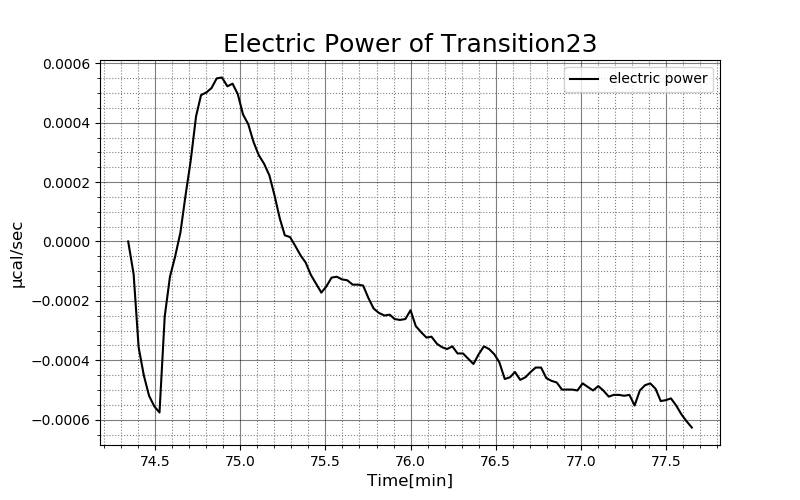 Electric Power of Transition23
electric power
0.0006
0.0004
0.0002
0.0000
−0.0002
−0.0004
−0.0006
μcal/sec
74.5 75.0 75.5 76.0 76.5 77.0 77.5
Time[min]